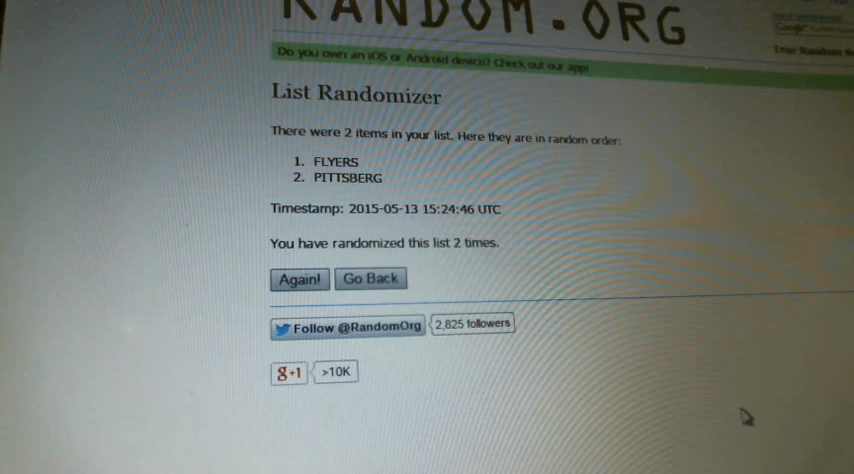 RANDOM.ORG
Do you own an iOS or Android device? Check out our app!
List Randomizer
There were 2 items in your list. Here they are in random order:
1. FLYERS
2. PITTSBERG
Timestamp: 2015-05-13 15:24:46 UTC
You have randomized this list 2 times.
Again! Go Back
Follow @RandomOrg 2,825 followers
g+1 >10K